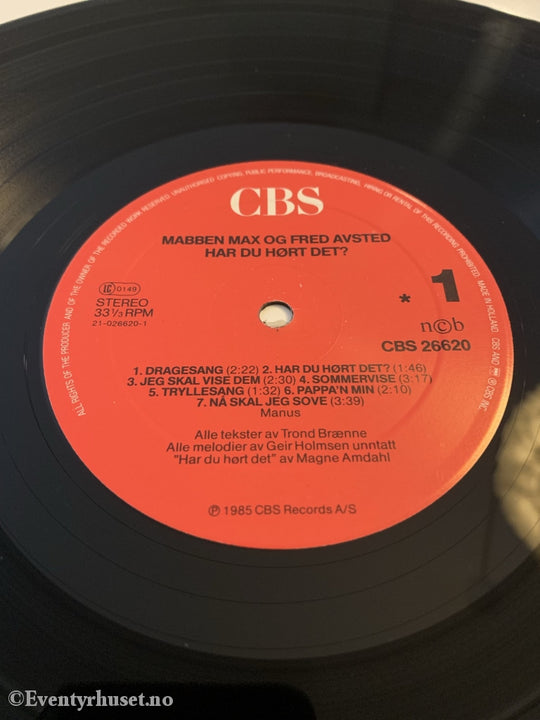 ALL RIGHTS OF THE PRODUCER AND OF THE OWNER OF THE RECORDED WORK RESERVED. UNAUTHORISED COPYING, PUBLIC PERFORMANCE, BROADCASTING, HIRING OR RENTAL OF THIS RECORDING PROHIBITED. MADE IN HOLLAND.
CBS
MABBEN MAX OG FRED AVSTED
HAR DU HØRT DET?
LC 0149
STEREO
33⅓ RPM
21-026620-1
* 1
n©b
CBS 26620
1. DRAGESANG (2:22) 2. HAR DU HØRT DET? (1:46)
3. JEG SKAL VISE DEM (2:30) 4. SOMMERVISE (3:17)
5. TRYLLESANG (1:32) 6. PAPPA'N MIN (2:10)
7. NÅ SKAL JEG SOVE (3:39)
Manus
Alle tekster av Trond Brænne
Alle melodier av Geir Holmsen unntatt
"Har du hørt det" av Magne Amdahl
℗ 1985 CBS Records A/S
©Eventyrhuset.no